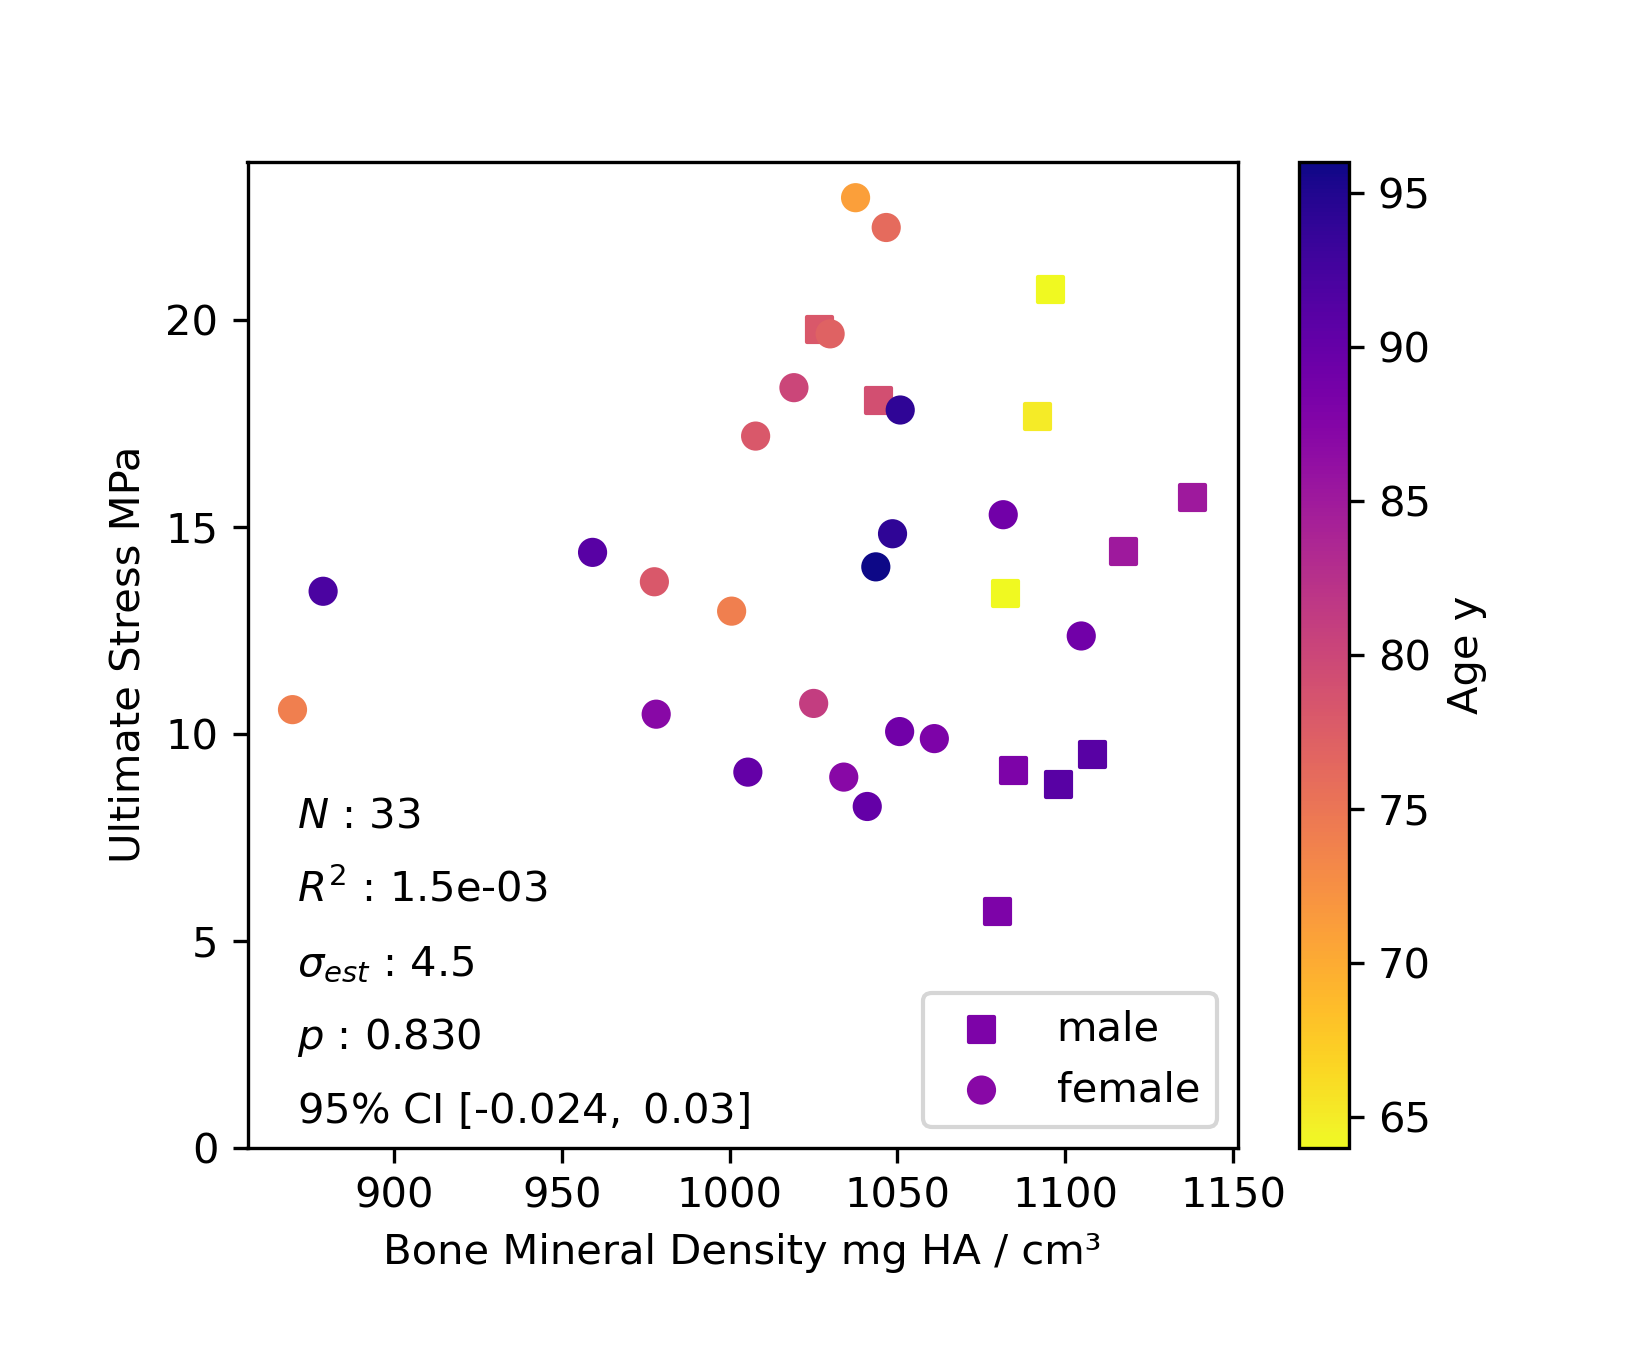 20
15
10
5
0
Ultimate Stress MPa
N : 33
R² : 1.5e-03
σest : 4.5
p : 0.830
95% CI [-0.024, 0.03]
male
female
900 950 1000 1050 1100 1150
Bone Mineral Density mg HA / cm³
95
90
85
80
75
70
65
Age y